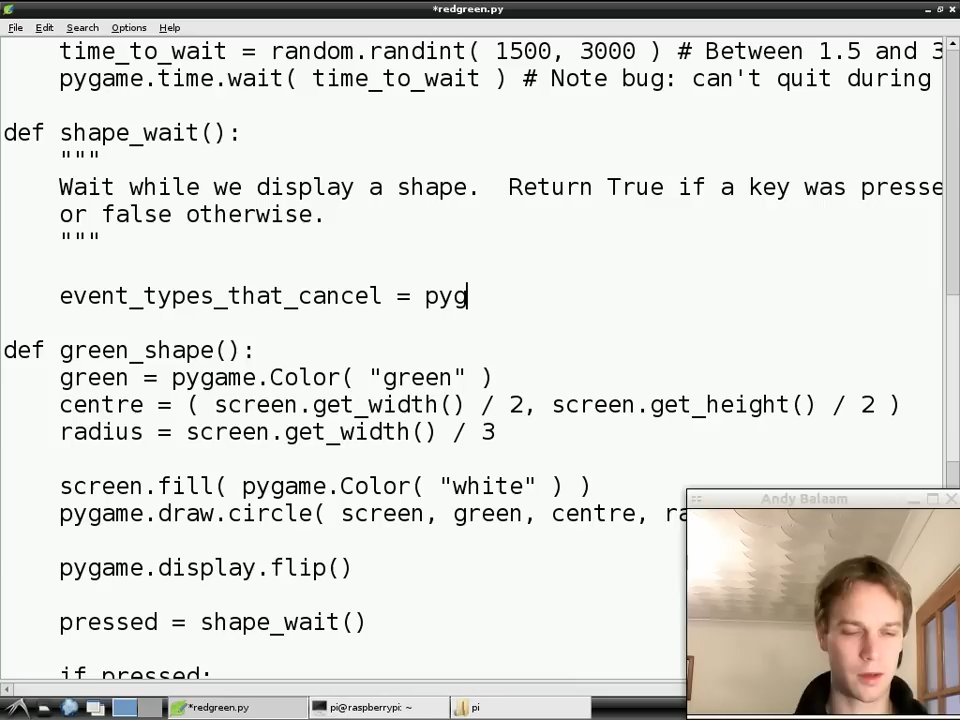 *redgreen.py
File Edit Search Options Help
time_to_wait = random.randint( 1500, 3000 ) # Between 1.5 and 3
pygame.time.wait( time_to_wait ) # Note bug: can't quit during
def shape_wait():
"""
Wait while we display a shape.  Return True if a key was presse
or false otherwise.
"""
event_types_that_cancel = pyg
def green_shape():
green = pygame.Color( "green" )
centre = ( screen.get_width() / 2, screen.get_height() / 2 )
radius = screen.get_width() / 3
screen.fill( pygame.Color( "white" ) )
pygame.draw.circle( screen, green, centre, ra
pygame.display.flip()
pressed = shape_wait()
if pressed:
Andy Balaam
*redgreen.py
pi@raspberrypi: ~
pi